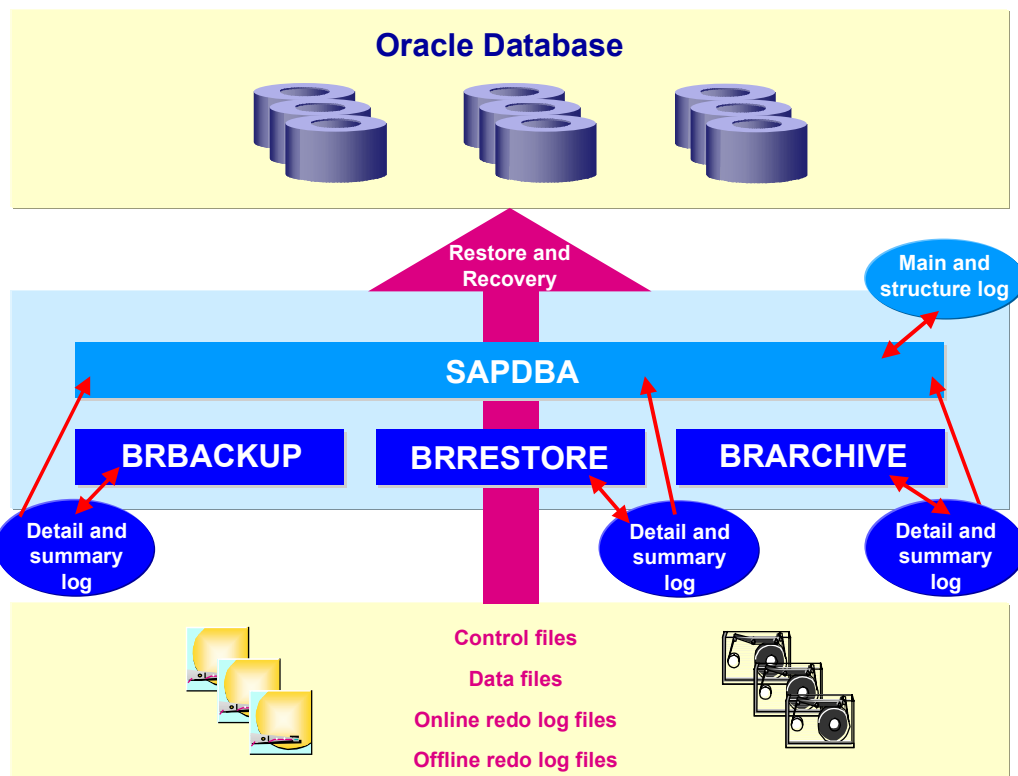 Oracle Database
Restore and
Recovery
Main and
structure log
SAPDBA
BRBACKUP
BRRESTORE
BRARCHIVE
Detail and
summary
log
Detail and
summary
log
Detail and
summary
log
Control files
Data files
Online redo log files
Offline redo log files